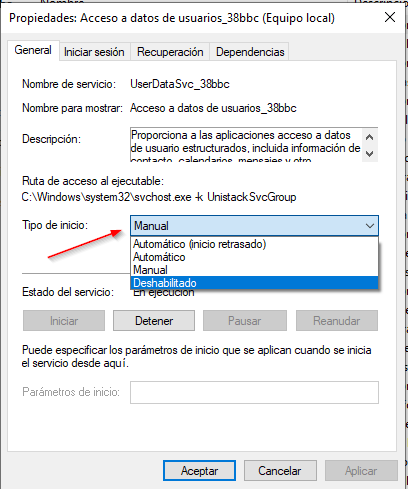 Propiedades: Acceso a datos de usuarios_38bbc (Equipo local)
General
Iniciar sesión
Recuperación
Dependencias
Nombre de servicio: UserDataSvc_38bbc
Nombre para mostrar: Acceso a datos de usuarios_38bbc
Descripción: Proporciona a las aplicaciones acceso a datos
de usuario estructurados, incluida información de
contacto, calendarios, mensajes y otro
Ruta de acceso al ejecutable:
C:\Windows\system32\svchost.exe -k UnistackSvcGroup
Tipo de inicio: Manual
Automático (inicio retrasado)
Automático
Manual
Deshabilitado
Estado del servicio: En ejecución
Iniciar
Detener
Pausar
Reanudar
Puede especificar los parámetros de inicio que se aplican cuando se inicia
el servicio desde aquí.
Parámetros de inicio:
Aceptar
Cancelar
Aplicar